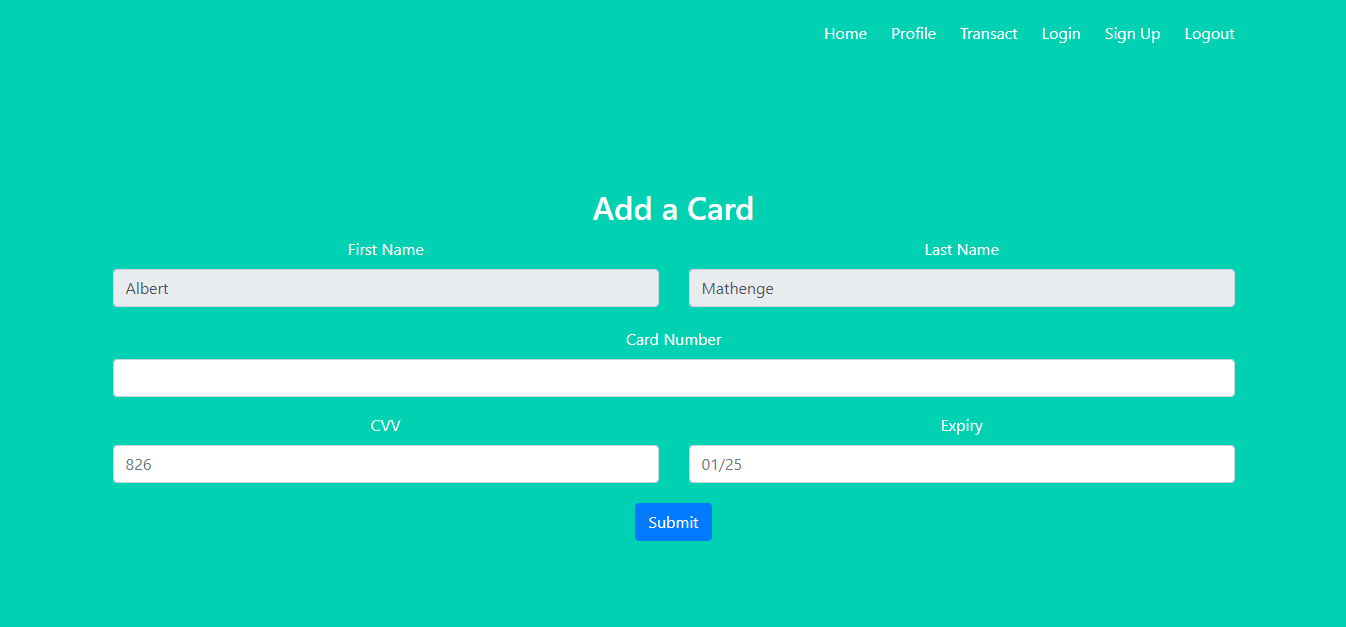 Home Profile Transact Login Sign Up Logout
Add a Card
First Name Last Name
Albert Mathenge
Card Number
CVV Expiry
826 01/25
Submit